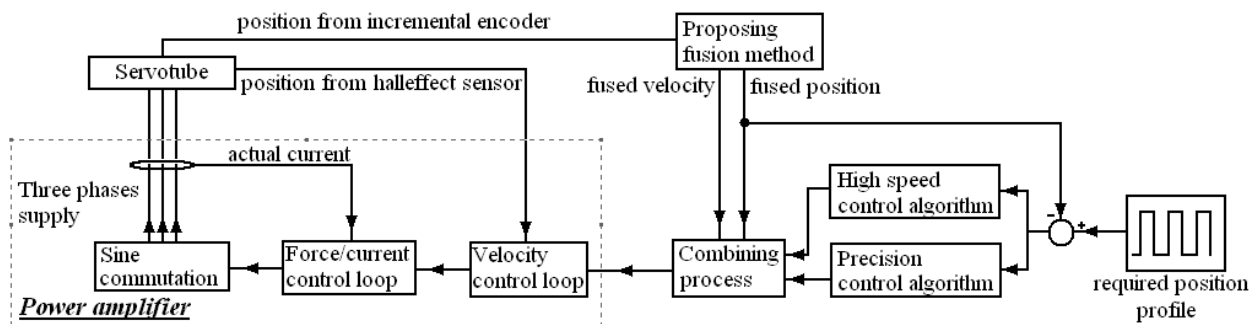 position from incremental encoder
Proposing
fusion method
Servotube
position from halleffect sensor
fused velocity
fused position
actual current
Three phases
supply
High speed
control algorithm
-
+
Sine
commutation
Force/current
control loop
Velocity
control loop
Combining
process
Precision
control algorithm
required position
profile
Power amplifier